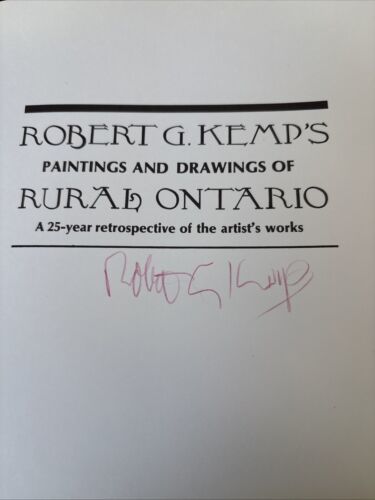 ROBERT G. KEMP'S
PAINTINGS AND DRAWINGS OF
RURAL ONTARIO
A 25-year retrospective of the artist's works
Robert G Kemp